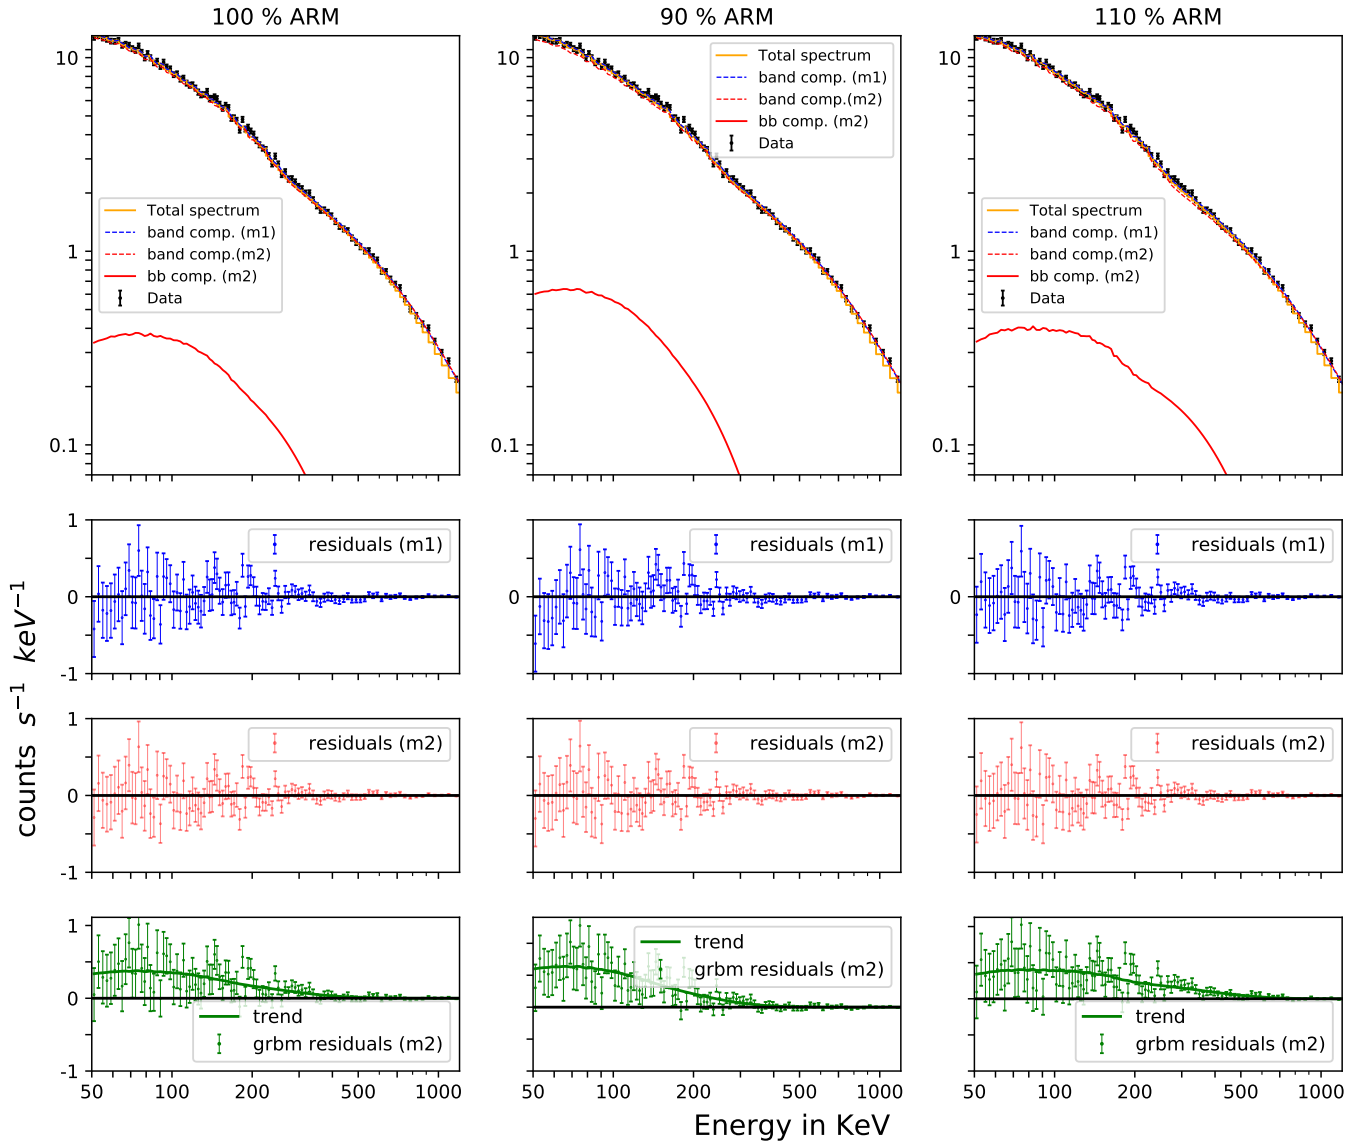 100 % ARM
90 % ARM
110 % ARM
10
1
0.1
Total spectrum
band comp. (m1)
band comp.(m2)
bb comp. (m2)
Data
10
1
0.1
Total spectrum
band comp. (m1)
band comp.(m2)
bb comp. (m2)
Data
10
1
0.1
Total spectrum
band comp. (m1)
band comp.(m2)
bb comp. (m2)
Data
counts s⁻¹ keV⁻¹
1
0
-1
residuals (m1)
0
residuals (m1)
residuals (m1)
1
0
-1
residuals (m2)
residuals (m2)
residuals (m2)
1
0
-1
trend
grbm residuals (m2)
trend
grbm residuals (m2)
trend
grbm residuals (m2)
50 100 200 500 1000
50 100 200 500 1000
50 100 200 500 1000
Energy in KeV